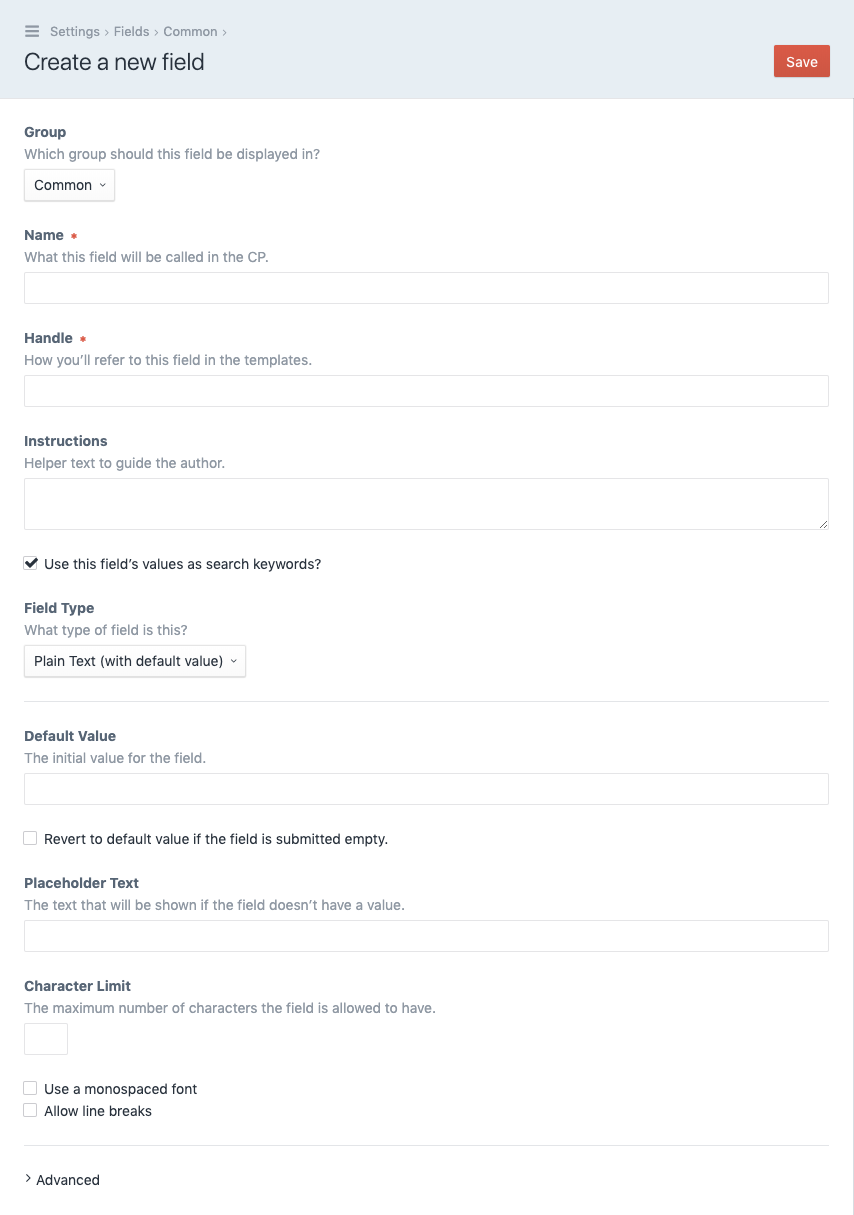 Settings › Fields › Common ›
Create a new field
Save
Group
Which group should this field be displayed in?
Common
Name *
What this field will be called in the CP.
Handle *
How you’ll refer to this field in the templates.
Instructions
Helper text to guide the author.
Use this field’s values as search keywords?
Field Type
What type of field is this?
Plain Text (with default value)
Default Value
The initial value for the field.
Revert to default value if the field is submitted empty.
Placeholder Text
The text that will be shown if the field doesn’t have a value.
Character Limit
The maximum number of characters the field is allowed to have.
Use a monospaced font
Allow line breaks
Advanced